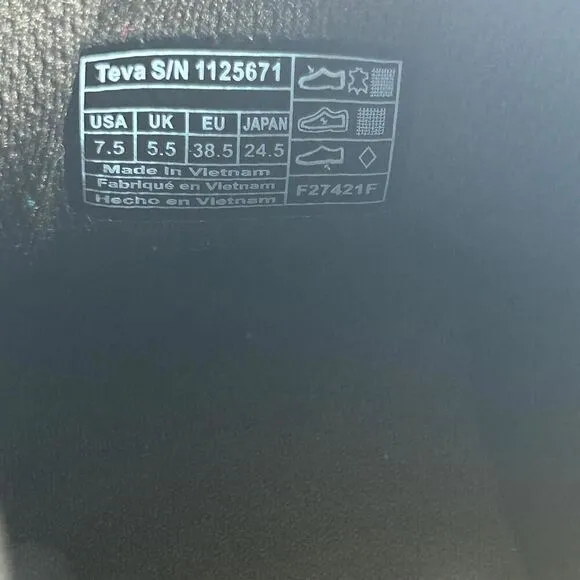 Teva S/N 1125671
USA UK EU JAPAN
7.5 5.5 38.5 24.5
Made in Vietnam
Fabriqué en Vietnam
Hecho en Vietnam
F27421F